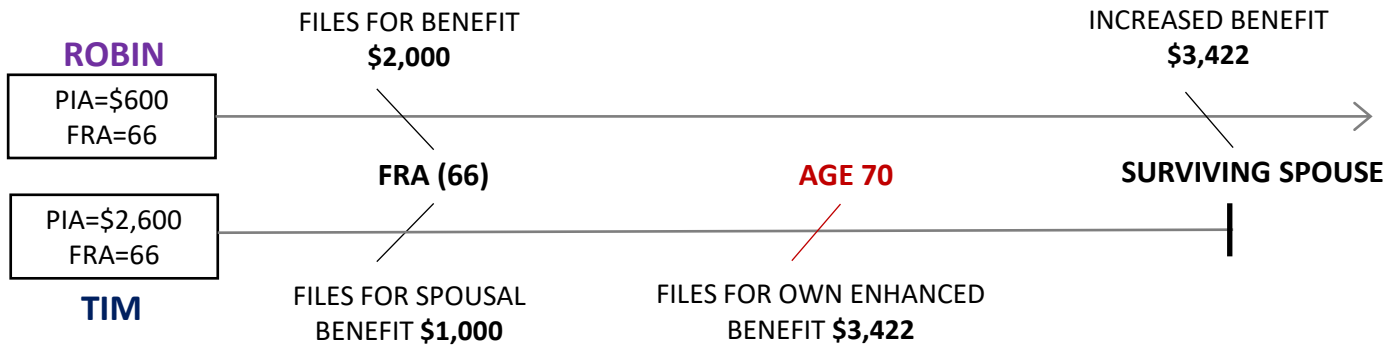 FILES FOR BENEFIT
$2,000
INCREASED BENEFIT
$3,422
ROBIN
PIA=$600
FRA=66
FRA (66)
AGE 70
SURVIVING SPOUSE
PIA=$2,600
FRA=66
TIM
FILES FOR SPOUSAL
BENEFIT $1,000
FILES FOR OWN ENHANCED
BENEFIT $3,422